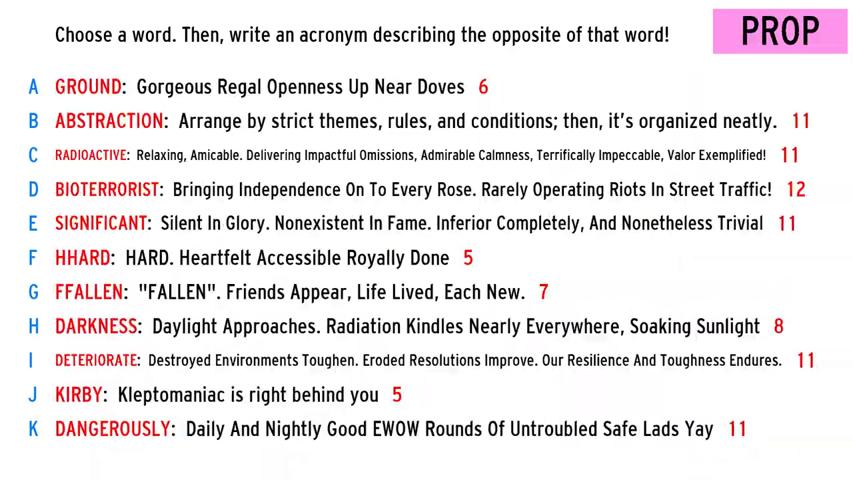 Choose a word. Then, write an acronym describing the opposite of that word!
PROP
A GROUND: Gorgeous Regal Openness Up Near Doves 6
B ABSTRACTION: Arrange by strict themes, rules, and conditions; then, it's organized neatly. 11
C RADIOACTIVE: Relaxing, Amicable. Delivering Impactful Omissions, Admirable Calmness, Terrifically Impeccable, Valor Exemplified! 11
D BIOTERRORIST: Bringing Independence On To Every Rose. Rarely Operating Riots In Street Traffic! 12
E SIGNIFICANT: Silent In Glory. Nonexistent In Fame. Inferior Completely, And Nonetheless Trivial 11
F HHARD: HARD. Heartfelt Accessible Royally Done 5
G FFALLEN: "FALLEN". Friends Appear, Life Lived, Each New. 7
H DARKNESS: Daylight Approaches. Radiation Kindles Nearly Everywhere, Soaking Sunlight 8
I DETERIORATE: Destroyed Environments Toughen. Eroded Resolutions Improve. Our Resilience And Toughness Endures. 11
J KIRBY: Kleptomaniac is right behind you 5
K DANGEROUSLY: Daily And Nightly Good EWOW Rounds Of Untroubled Safe Lads Yay 11